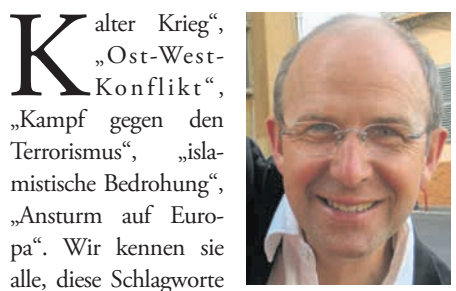 Kalter Krieg“,
„Ost-West-
Konflikt“,
„Kampf gegen den
Terrorismus“, „isla-
mistische Bedrohung“,
„Ansturm auf Euro-
pa“. Wir kennen sie
alle, diese Schlagworte